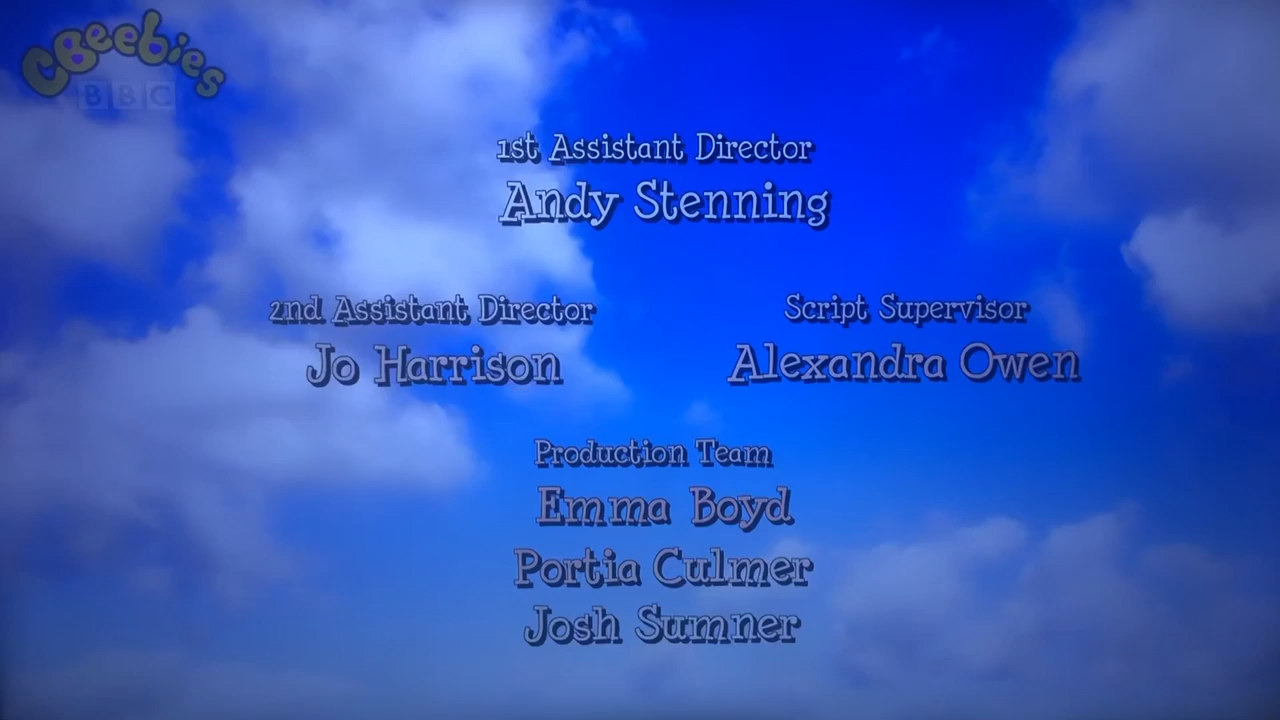 CBeebies
BBC
1st Assistant Director
Andy Stenning
2nd Assistant Director
Jo Harrison
Script Supervisor
Alexandra Owen
Production Team
Emma Boyd
Portia Culmer
Josh Sumner